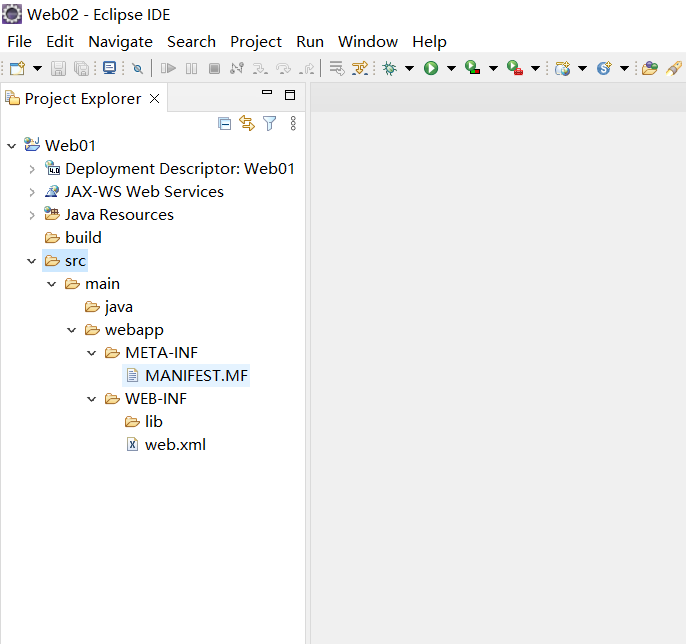 Web02 - Eclipse IDE
File Edit Navigate Search Project Run Window Help
Project Explorer
Web01
Deployment Descriptor: Web01
JAX-WS Web Services
Java Resources
build
src
main
java
webapp
META-INF
MANIFEST.MF
WEB-INF
lib
web.xml